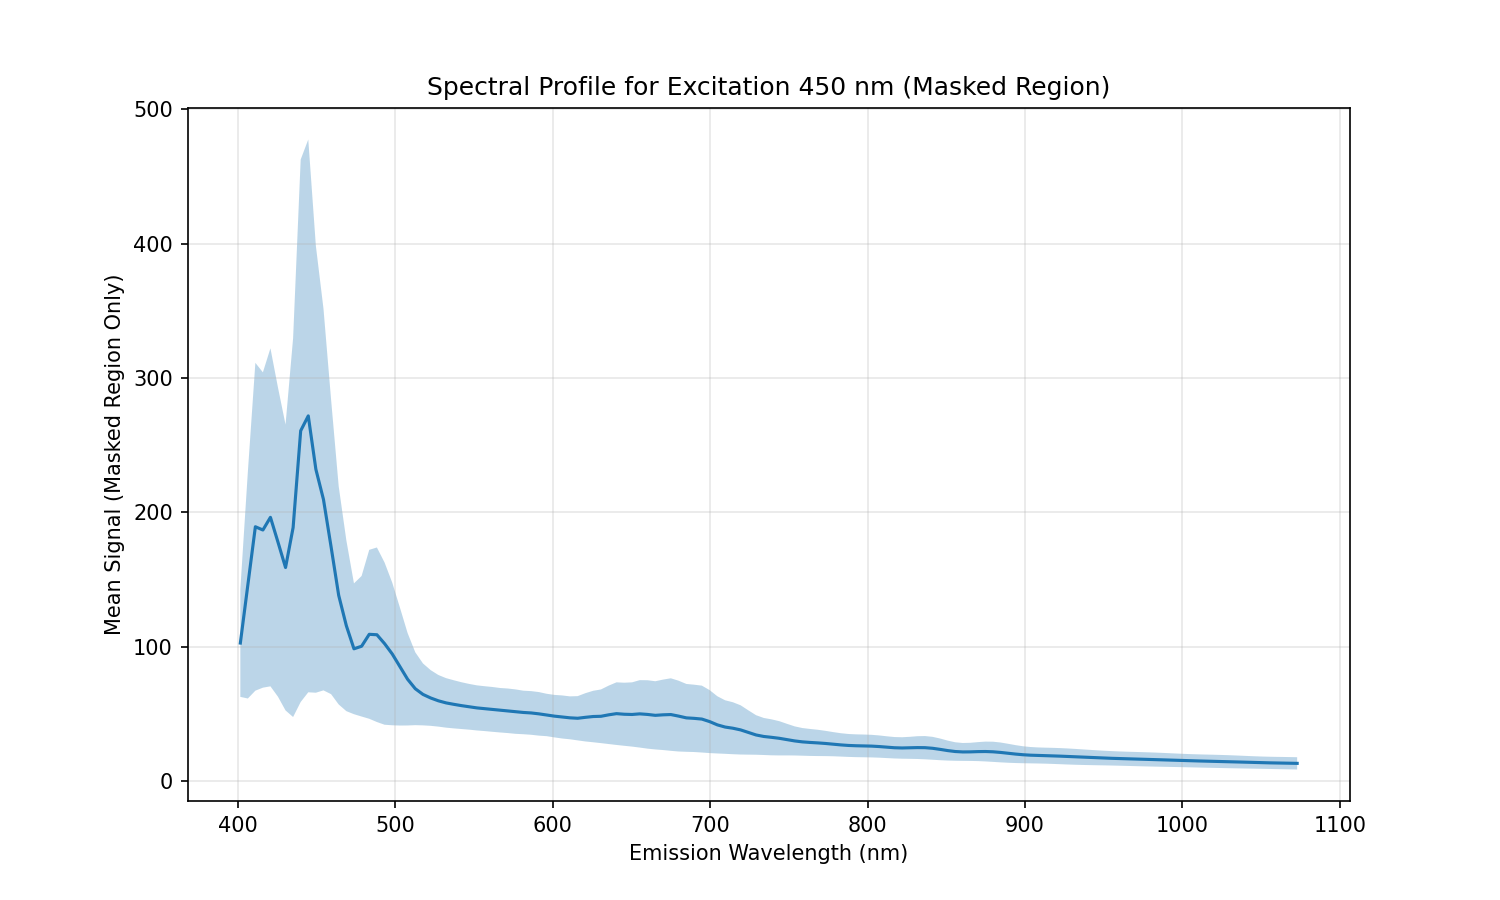 Spectral Profile for Excitation 450 nm (Masked Region)
Mean Signal (Masked Region Only)
500
400
300
200
100
0
400 500 600 700 800 900 1000 1100
Emission Wavelength (nm)